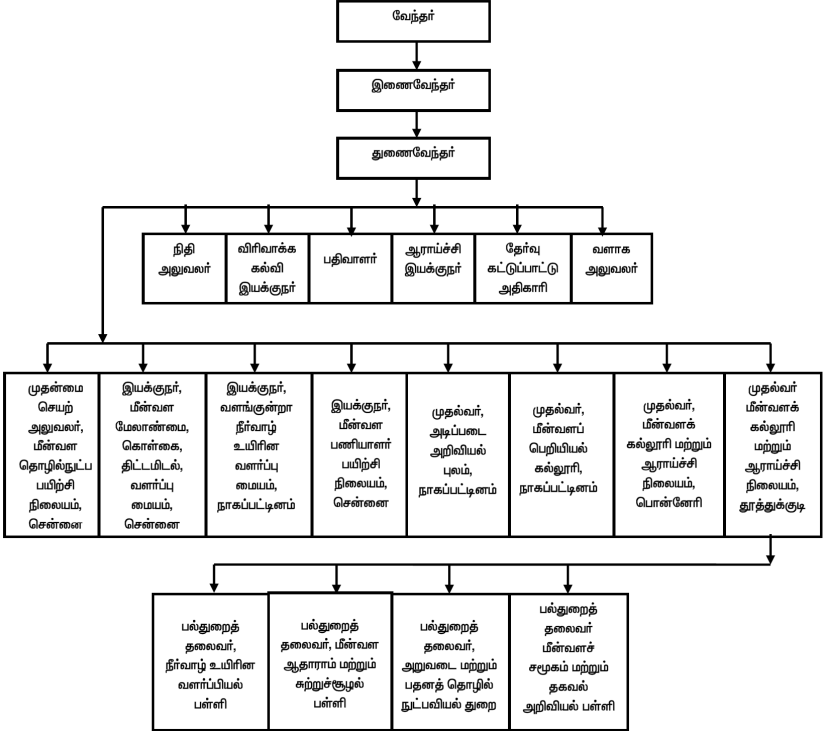 வேந்தர்
இணைவேந்தர்
துணைவேந்தர்
நிதி
அலுவலர்
விரிவாக்க
கல்வி
இயக்குநர்
பதிவாளர்
ஆராய்ச்சி
இயக்குநர்
தேர்வு
கட்டுப்பாட்டு
அதிகாரி
வளாக
அலுவலர்
முதன்மை
செயற்
அலுவலர்,
மீன்வள
தொழில்நுட்ப
பயிற்சி
நிலையம்,
சென்னை
இயக்குநர்,
மீன்வள
மேலாண்மை,
கொள்கை,
திட்டமிடல்,
வளர்ப்பு
மையம்,
சென்னை
இயக்குநர்,
வளங்குன்றா
நீர்வாழ்
உயிரின
வளர்ப்பு
மையம்,
நாகப்பட்டினம்
இயக்குநர்,
மீன்வள
பணியாளர்
பயிற்சி
நிலையம்,
சென்னை
முதல்வர்,
அடிப்படை
அறிவியல்
புலம்,
நாகப்பட்டினம்
முதல்வர்,
மீன்வளப்
பெறியியல்
கல்லூரி,
நாகப்பட்டினம்
முதல்வர்,
மீன்வளக்
கல்லூரி மற்றும்
ஆராய்ச்சி
நிலையம்,
பொன்னேரி
முதல்வர்
மீன்வளக்
கல்லூரி
மற்றும்
ஆராய்ச்சி
நிலையம்,
தூத்துக்குடி
பல்துறைத்
தலைவர்,
நீர்வாழ் உயிரின
வளர்ப்பியல்
பள்ளி
பல்துறைத்
தலைவர், மீன்வள
ஆதாராம் மற்றும்
சுற்றுச்சூழல்
பள்ளி
பல்துறைத்
தலைவர்,
அறுவடை மற்றும்
பதனத் தொழில்
நுட்பவியல் துறை
பல்துறைத்
தலைவர்
மீன்வளச்
சமூகம் மற்றும்
தகவல்
அறிவியல் பள்ளி